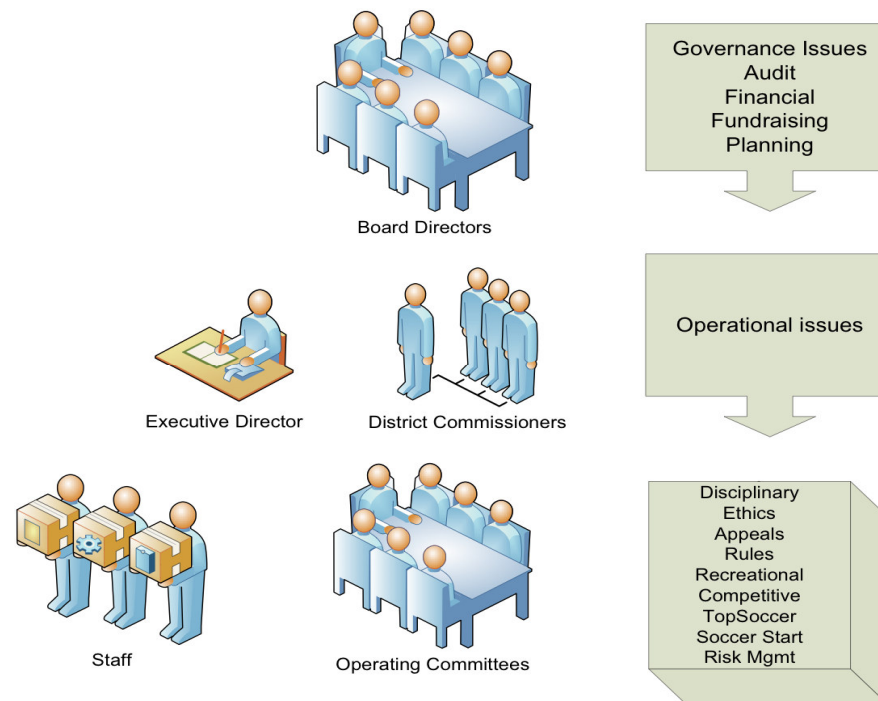 Governance Issues
Audit
Financial
Fundraising
Planning
Board Directors
Operational issues
Executive Director
District Commissioners
Disciplinary
Ethics
Appeals
Rules
Recreational
Competitive
TopSoccer
Soccer Start
Risk Mgmt
Staff
Operating Committees